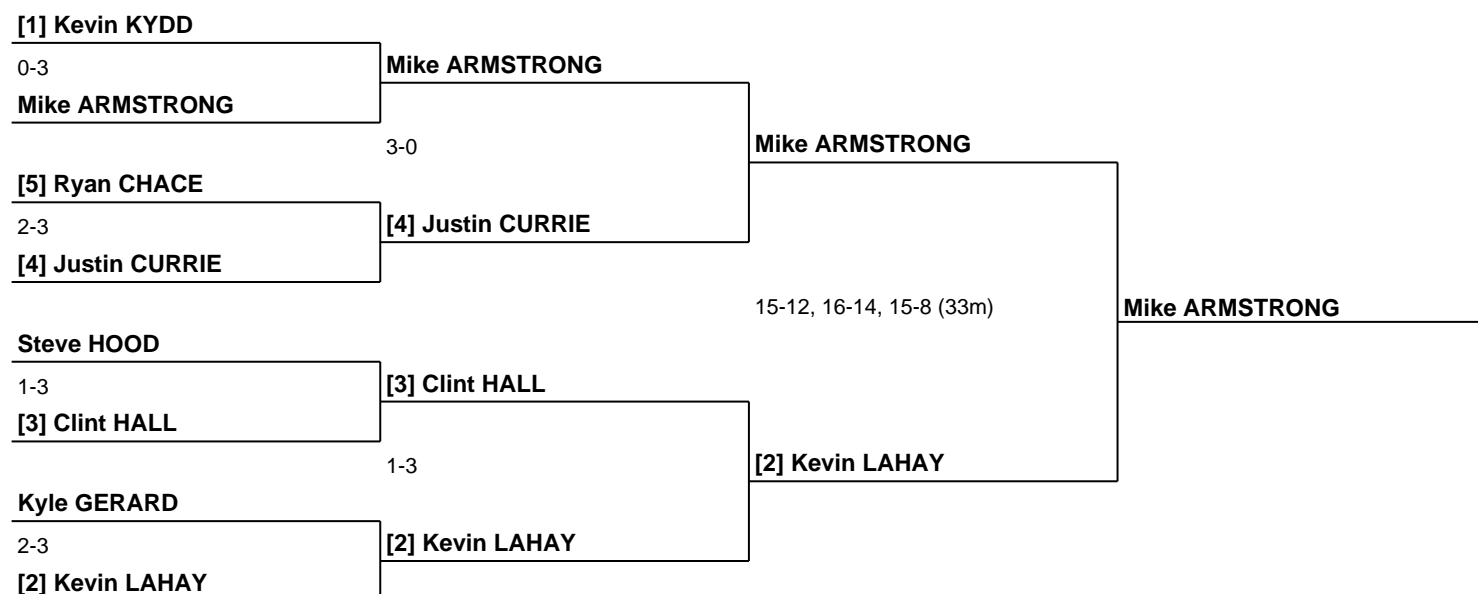 [1] Kevin KYDD
0-3
Mike ARMSTRONG
[5] Ryan CHACE
2-3
[4] Justin CURRIE
Steve HOOD
1-3
[3] Clint HALL
Kyle GERARD
2-3
[2] Kevin LAHAY
Mike ARMSTRONG
3-0
[4] Justin CURRIE
[3] Clint HALL
1-3
[2] Kevin LAHAY
Mike ARMSTRONG
15-12, 16-14, 15-8 (33m)
[2] Kevin LAHAY
Mike ARMSTRONG